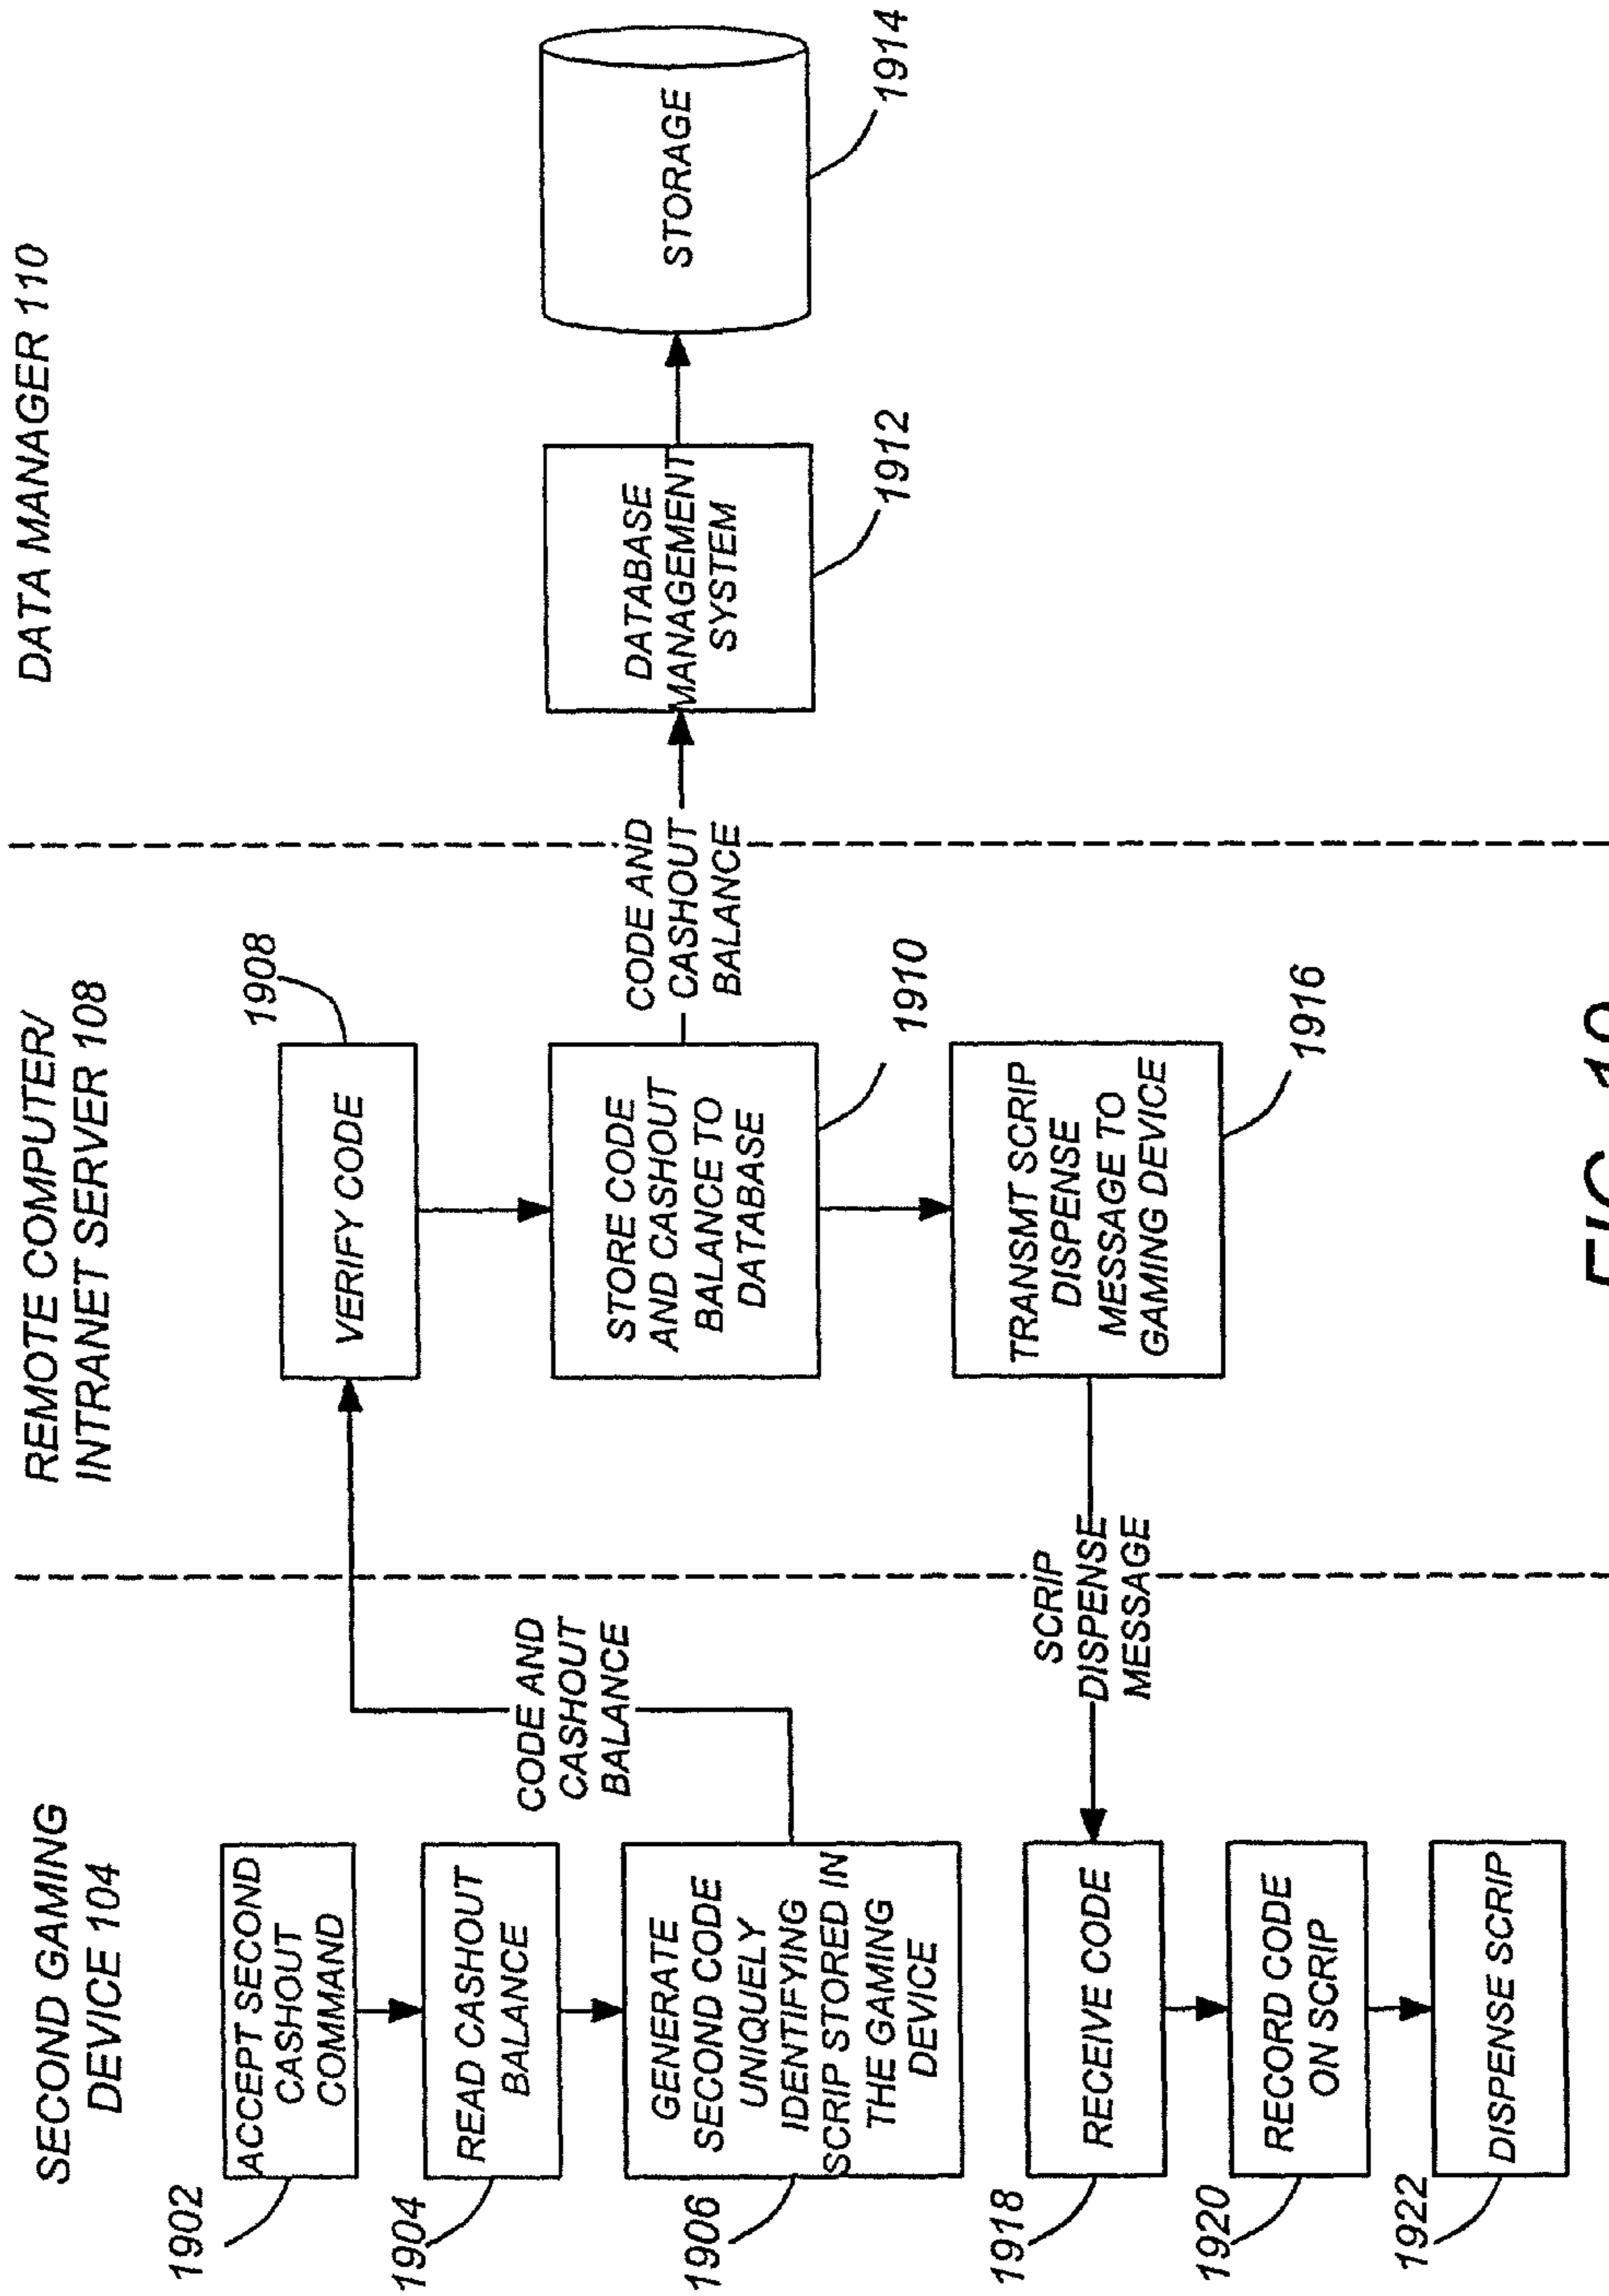 SECOND GAMING
DEVICE 104
REMOTE COMPUTER/
INTRANET SERVER 108
DATA MANAGER 110
1902
ACCEPT SECOND
CASHOUT
COMMAND
1904
READ CASHOUT
BALANCE
1906
GENERATE
SECOND CODE
UNIQUELY
IDENTIFYING
SCRIP STORED IN
THE GAMING
DEVICE
CODE AND
CASHOUT
BALANCE
1908
VERIFY CODE
STORE CODE
AND CASHOUT
BALANCE TO
DATABASE
1910
CODE AND
CASHOUT
BALANCE
DATABASE
MANAGEMENT
SYSTEM
1912
STORAGE
1914
TRANSMT SCRIP
DISPENSE
MESSAGE TO
GAMING DEVICE
1916
SCRIP
DISPENSE
MESSAGE
1918
RECEIVE CODE
1920
RECORD CODE
ON SCRIP
1922
DISPENSE SCRIP